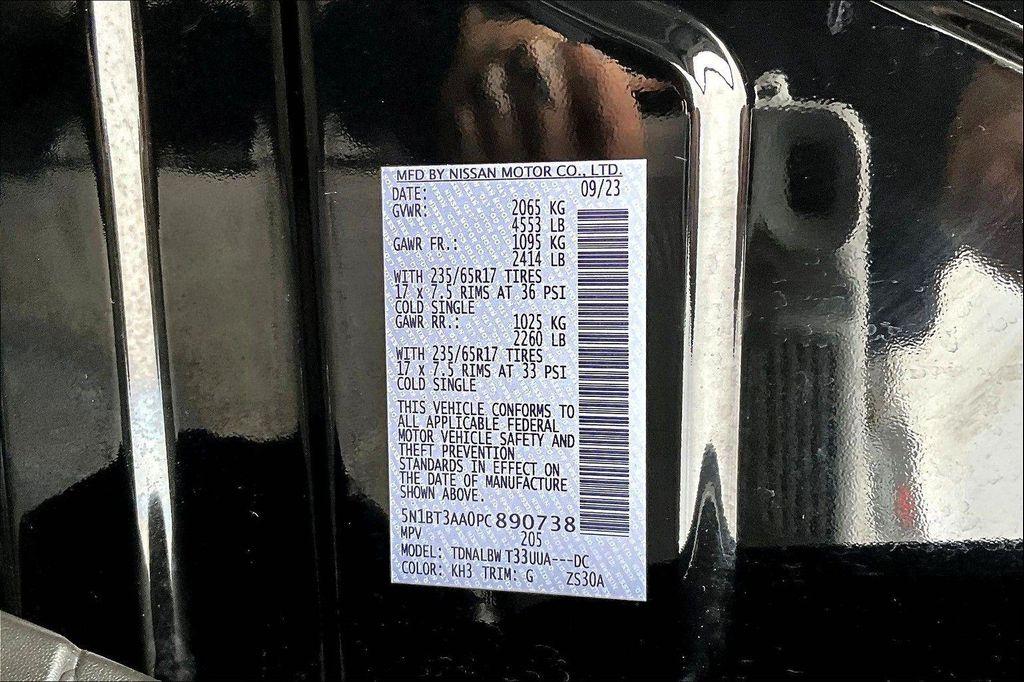 MFD BY NISSAN MOTOR CO., LTD.
DATE: 09/23
GVWR: 2065 KG
4553 LB
GAWR FR.: 1095 KG
2414 LB
WITH 235/65R17 TIRES
17 x 7.5 RIMS AT 36 PSI
COLD SINGLE
GAWR RR.: 1025 KG
2260 LB
WITH 235/65R17 TIRES
17 x 7.5 RIMS AT 33 PSI
COLD SINGLE
THIS VEHICLE CONFORMS TO
ALL APPLICABLE FEDERAL
MOTOR VEHICLE SAFETY AND
THEFT PREVENTION
STANDARDS IN EFFECT ON
THE DATE OF MANUFACTURE
SHOWN ABOVE.
5N1BT3AA0PC890738
MPV 205
MODEL: TDNALBW T33UUA---DC
COLOR: KH3 TRIM: G ZS30A